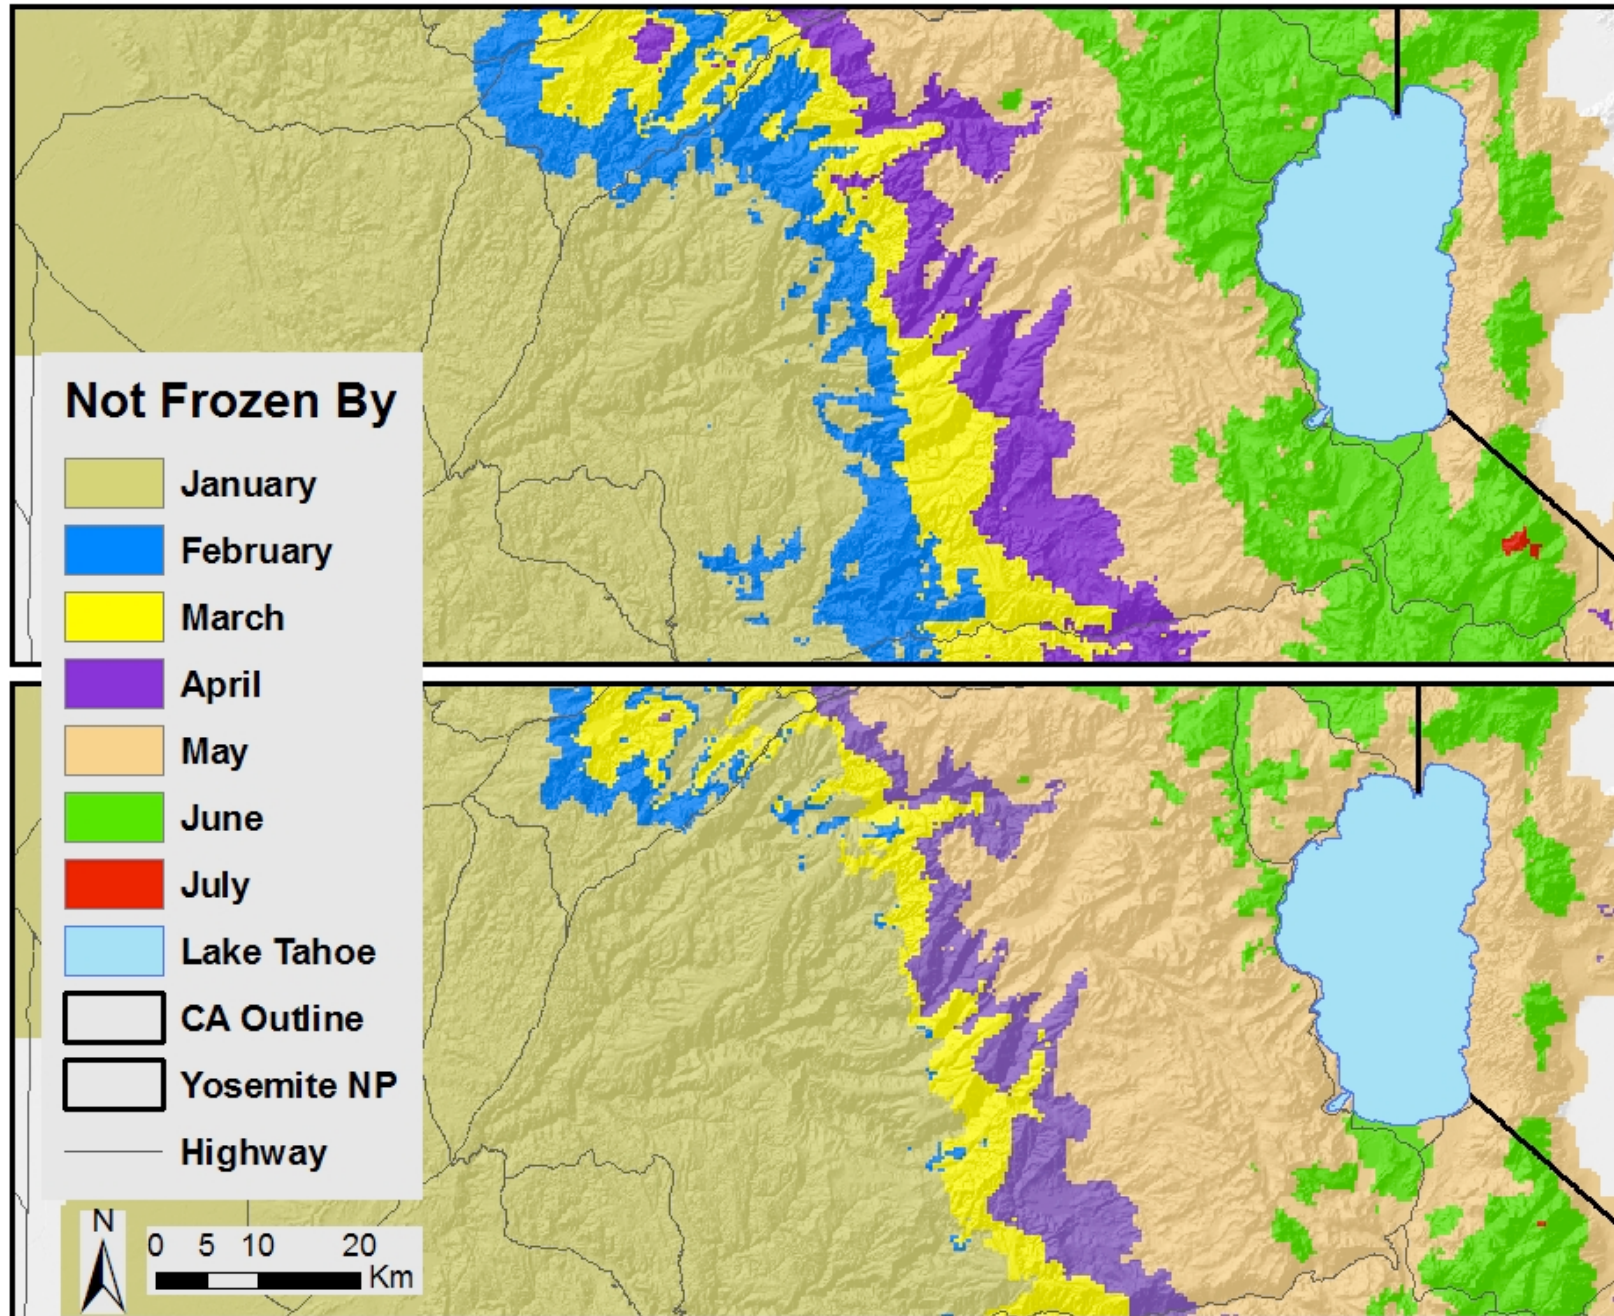 Not Frozen By
January
February
March
April
May
June
July
Lake Tahoe
CA Outline
Yosemite NP
Highway
N
0 5 10 20
Km